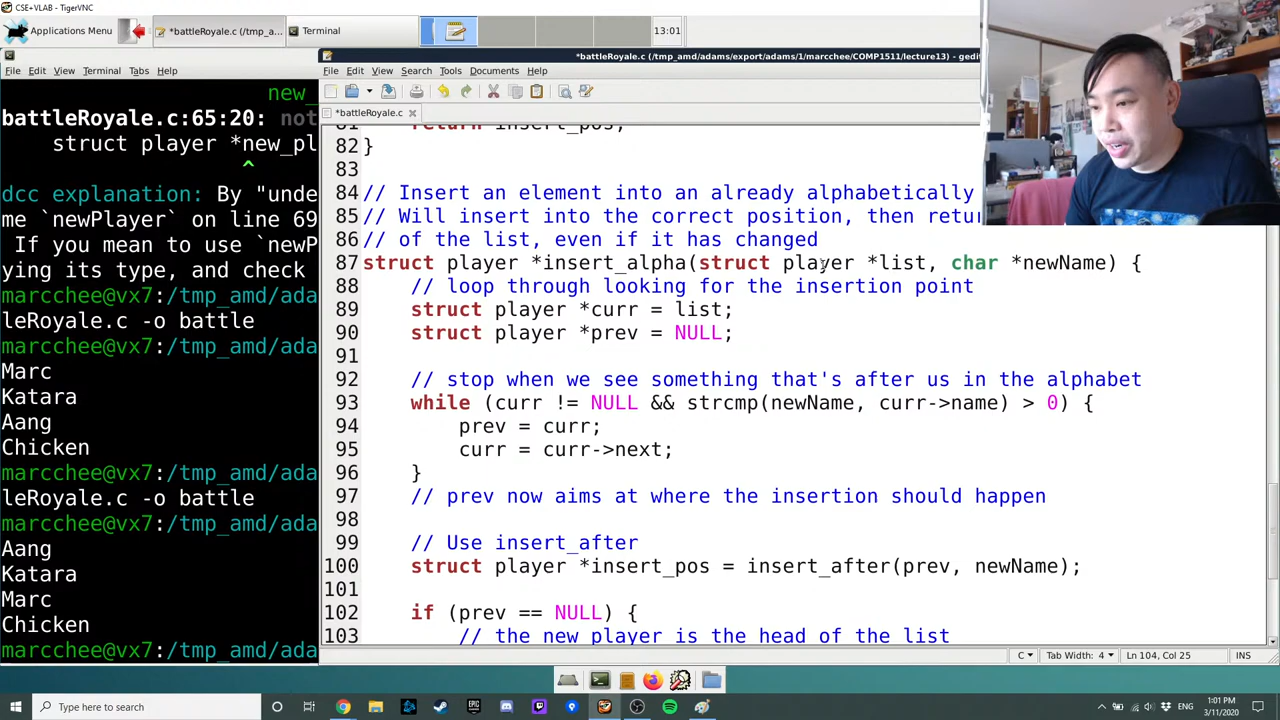 CSE+VLAB - TigerVNC
Applications Menu
*battleRoyale.c (/tmp_a...
Terminal
13:01
*battleRoyale.c (/tmp_amd/adams/export/adams/1/marcchee/COMP1511/lecture13) - gedit
File Edit View Terminal Tabs Help
File Edit View Search Tools Documents Help
*battleRoyale.c
new_
battleRoyale.c:65:20: not
struct player *new_pl
^
dcc explanation: By "unde
me `newPlayer` on line 69
If you mean to use `newP
ying its type, and check
marcchee@vx7:/tmp_amd/ada
leRoyale.c -o battle
marcchee@vx7:/tmp_amd/ada
Marc
Katara
Aang
Chicken
marcchee@vx7:/tmp_amd/ada
leRoyale.c -o battle
marcchee@vx7:/tmp_amd/ada
Aang
Katara
Marc
Chicken
marcchee@vx7:/tmp_amd/ada
81 return insert_pos;
82 }
83
84 // Insert an element into an already alphabetically
85 // Will insert into the correct position, then retu
86 // of the list, even if it has changed
87 struct player *insert_alpha(struct player *list, char *newName) {
88 // loop through looking for the insertion point
89 struct player *curr = list;
90 struct player *prev = NULL;
91
92 // stop when we see something that's after us in the alphabet
93 while (curr != NULL && strcmp(newName, curr->name) > 0) {
94 prev = curr;
95 curr = curr->next;
96 }
97 // prev now aims at where the insertion should happen
98
99 // Use insert_after
100 struct player *insert_pos = insert_after(prev, newName);
101
102 if (prev == NULL) {
103 // the new player is the head of the list
C Tab Width: 4 Ln 104, Col 25 INS
Type here to search
EPIC
ENG
1:01 PM
3/11/2020